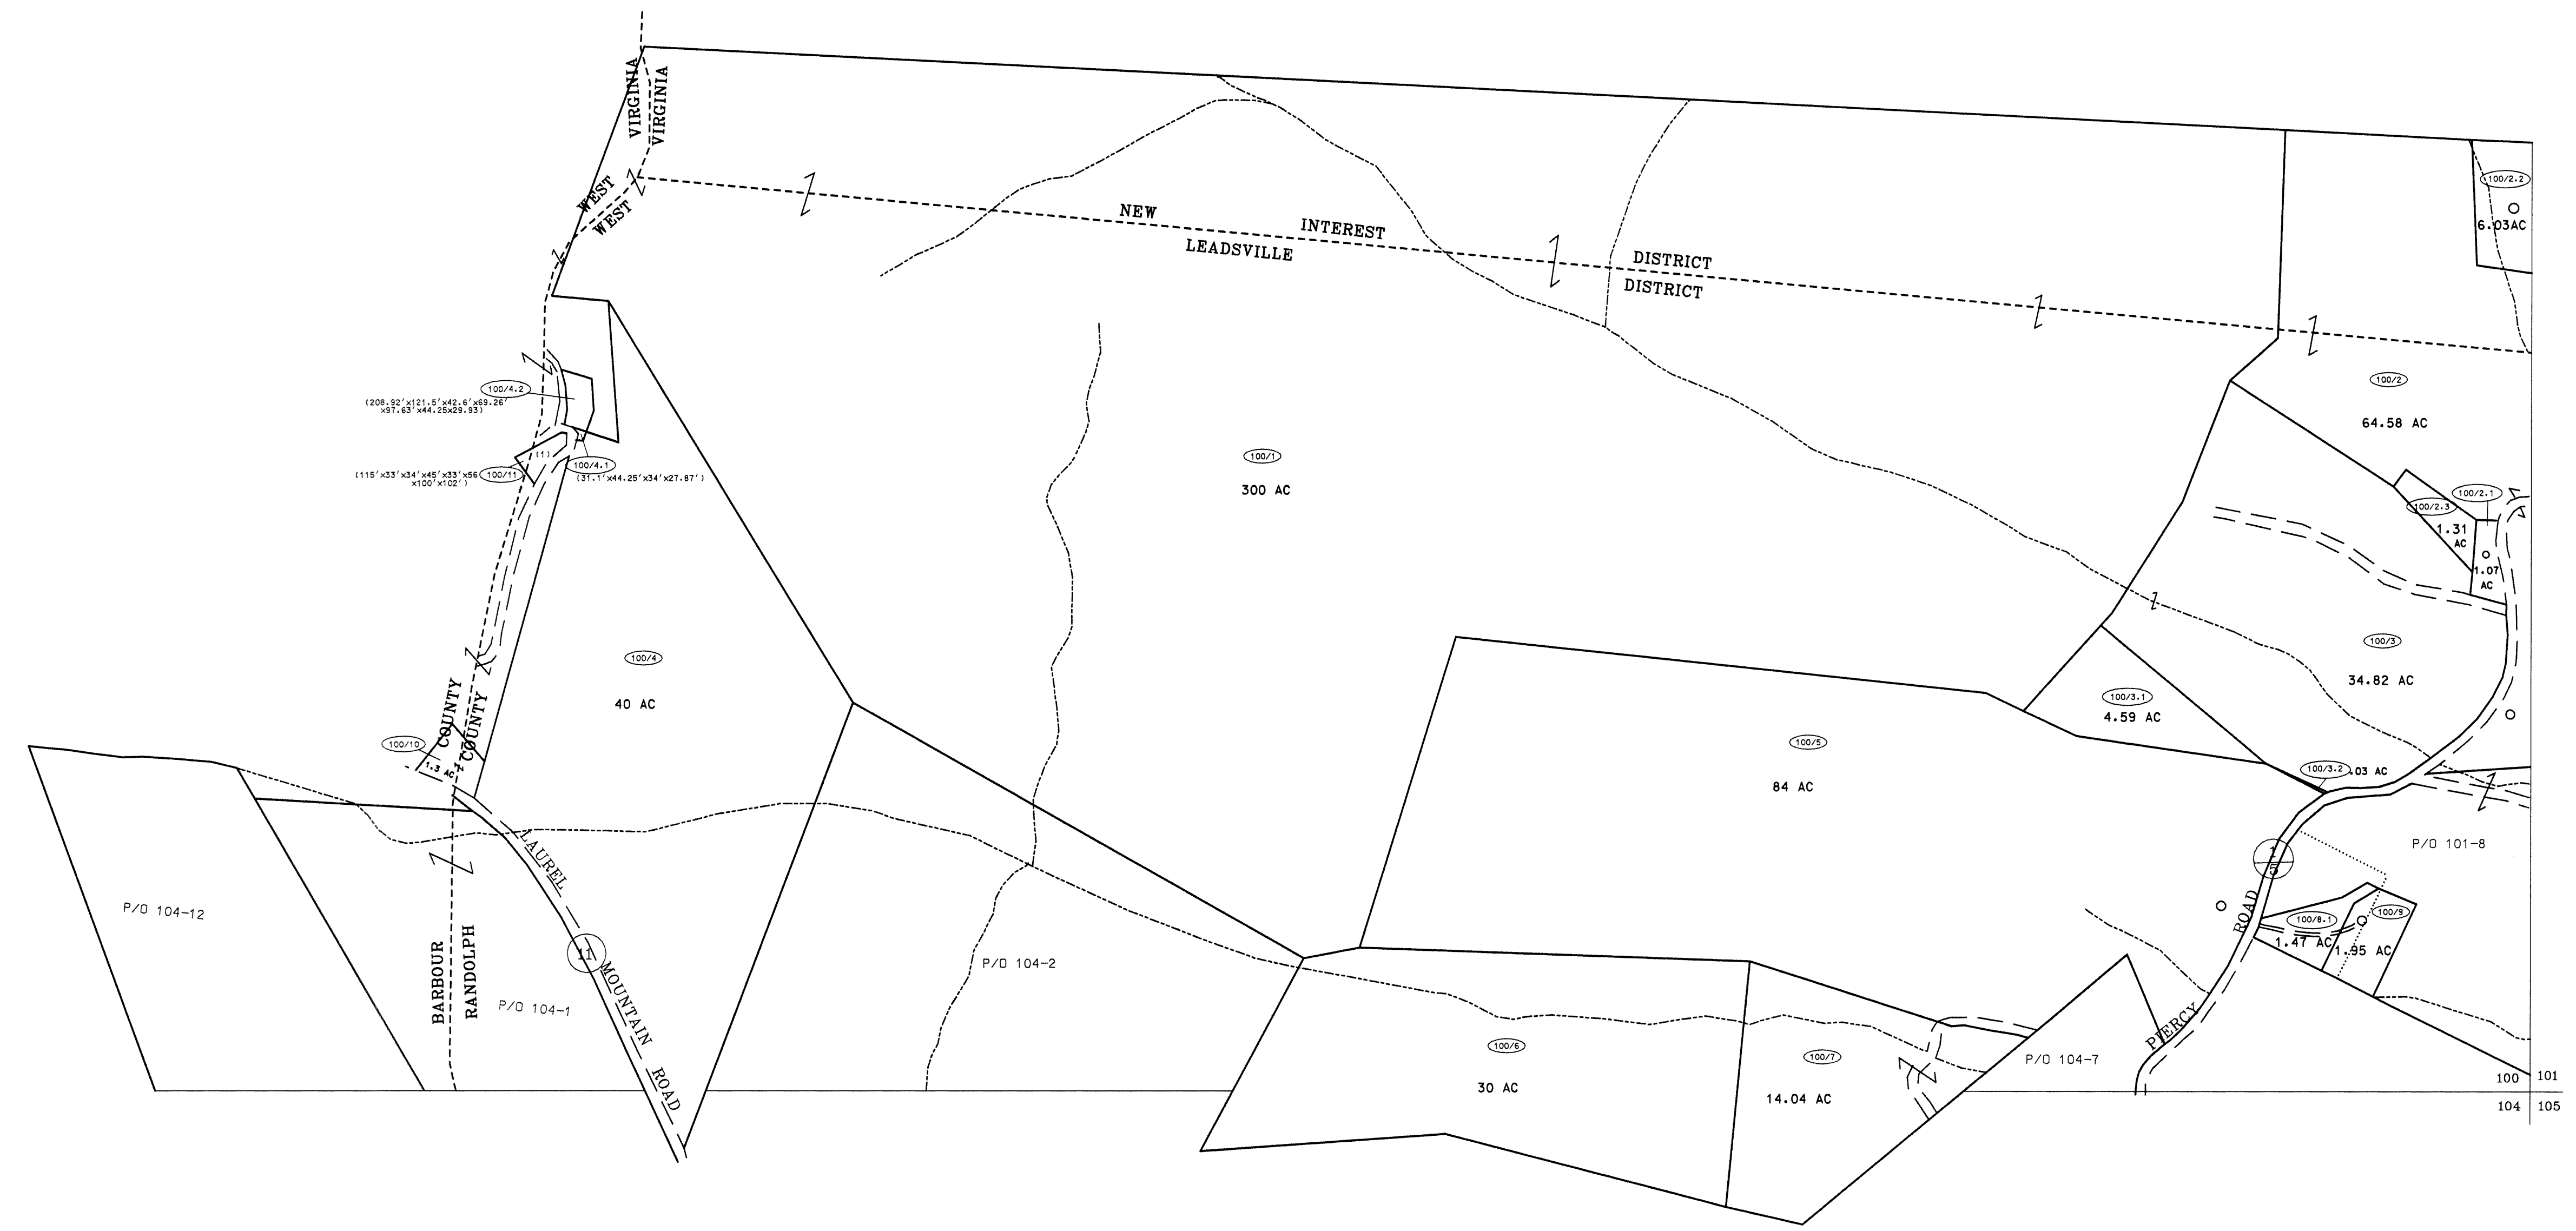 VIRGINIA
VIRGINIA
WEST
WEST
NEW INTEREST DISTRICT
LEADSVILLE DISTRICT
100/2.2
6.03AC
100/2
64.58 AC
100/4.2
(208.92'x121.5'x42.6'x69.26'
x97.63'x44.25x29.93)
(1)
100/11
(115'x33'x34'x45'x33'x56
x100'x102')
100/4.1
(31.1'x44.25'x34'x27.87')
100/1
300 AC
100/2.1
100/2.3
1.31
AC
1.07
AC
100/3
34.82 AC
100/4
40 AC
100/3.1
4.59 AC
COUNTY
COUNTY
100/10
1.3 AC
100/5
84 AC
100/3.2
.03 AC
P/O 101-8
1
5
LAUREL MOUNTAIN ROAD
11
P/O 104-12
BARBOUR
RANDOLPH
P/O 104-1
P/O 104-2
100/8.1
1.47 AC
100/9
1.95 AC
PIERCY ROAD
100/6
30 AC
100/7
14.04 AC
P/O 104-7
100 101
104 105